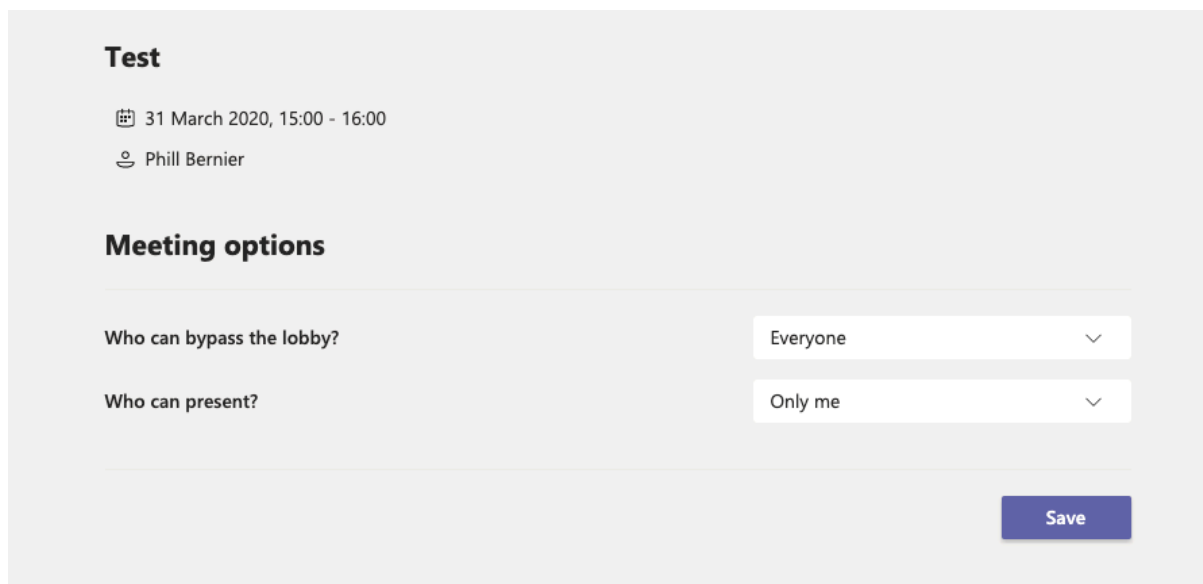 Test
31 March 2020, 15:00 - 16:00
Phill Bernier
Meeting options
Who can bypass the lobby? Everyone
Who can present? Only me
Save